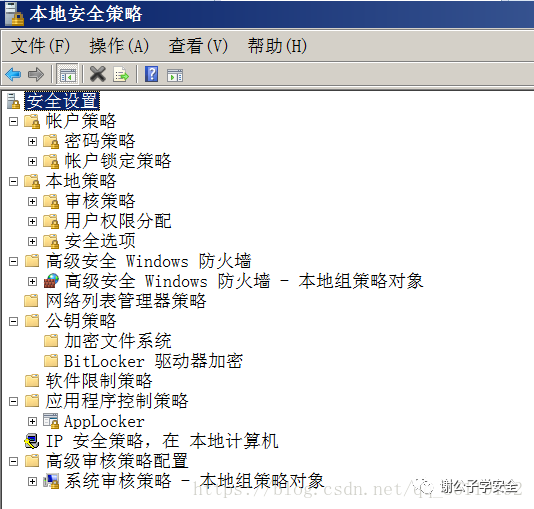 本地安全策略
文件(F) 操作(A) 查看(V) 帮助(H)
安全设置
帐户策略
密码策略
帐户锁定策略
本地策略
审核策略
用户权限分配
安全选项
高级安全 Windows 防火墙
高级安全 Windows 防火墙 - 本地组策略对象
网络列表管理器策略
公钥策略
加密文件系统
BitLocker 驱动器加密
软件限制策略
应用程序控制策略
AppLocker
IP 安全策略，在 本地计算机
高级审核策略配置
系统审核策略 - 本地组策略对象
https://blog.csdn.net/qq_
谢公子学安全